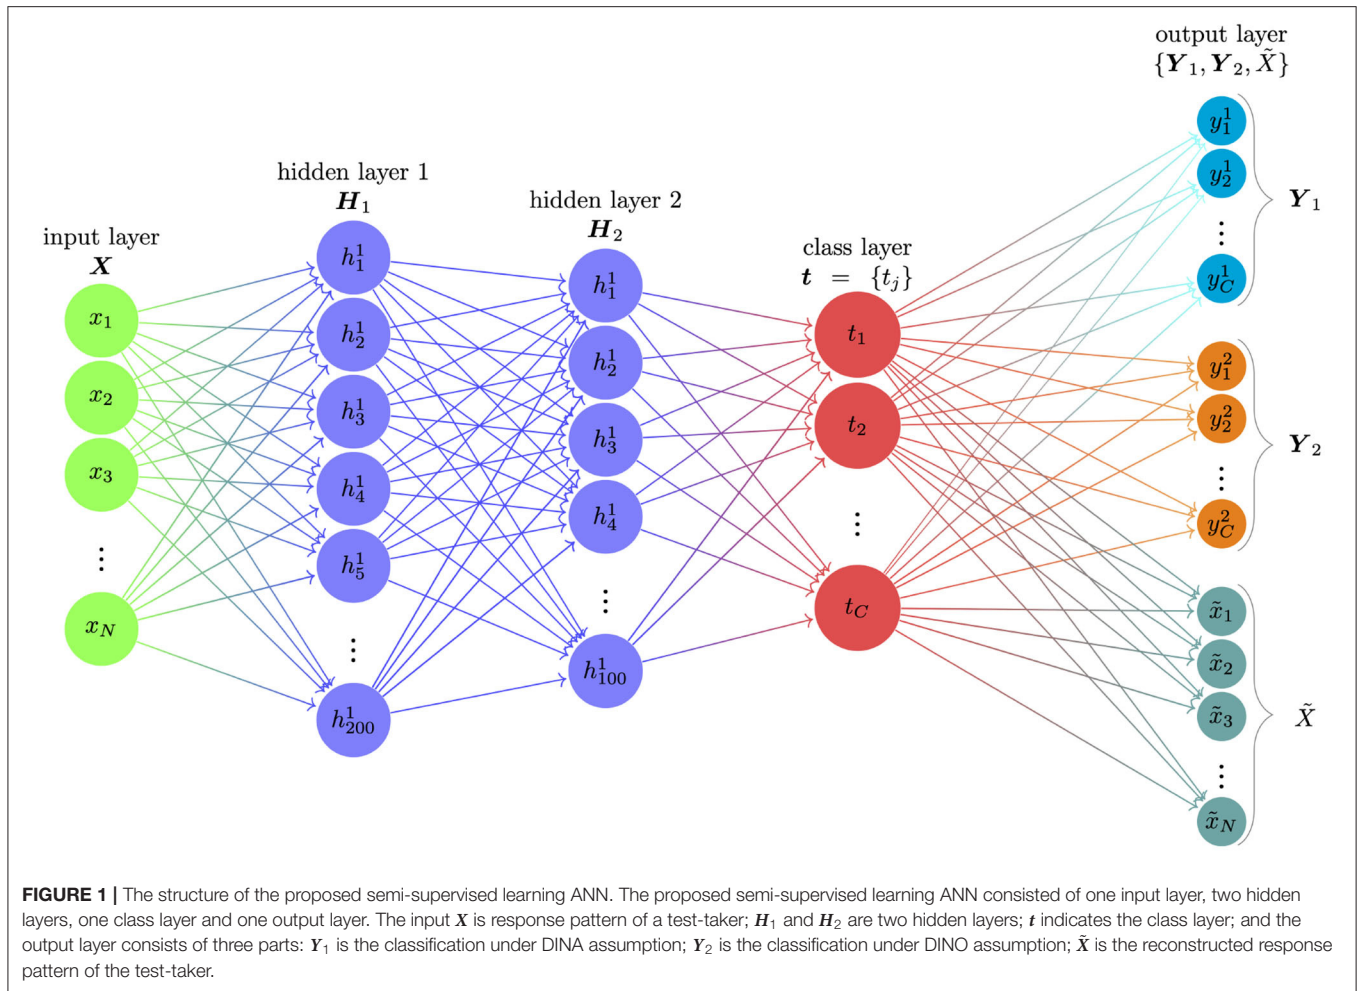 output layer
{Y₁, Y₂, X̃}
y₁¹
y₂¹
⋮
y_C¹
Y₁
hidden layer 1
H₁
h₁¹
h₂¹
h₃¹
h₄¹
h₅¹
⋮
h₂₀₀¹
hidden layer 2
H₂
h₁¹
h₂¹
h₃¹
h₄¹
⋮
h₁₀₀¹
input layer
X
x₁
x₂
x₃
⋮
x_N
class layer
t = {t_j}
t₁
t₂
⋮
t_C
y₁²
y₂²
⋮
y_C²
Y₂
x̃₁
x̃₂
x̃₃
⋮
x̃_N
X̃
FIGURE 1 | The structure of the proposed semi-supervised learning ANN. The proposed semi-supervised learning ANN consisted of one input layer, two hidden
layers, one class layer and one output layer. The input X is response pattern of a test-taker; H₁ and H₂ are two hidden layers; t indicates the class layer; and the
output layer consists of three parts: Y₁ is the classification under DINA assumption; Y₂ is the classification under DINO assumption; X̃ is the reconstructed response
pattern of the test-taker.